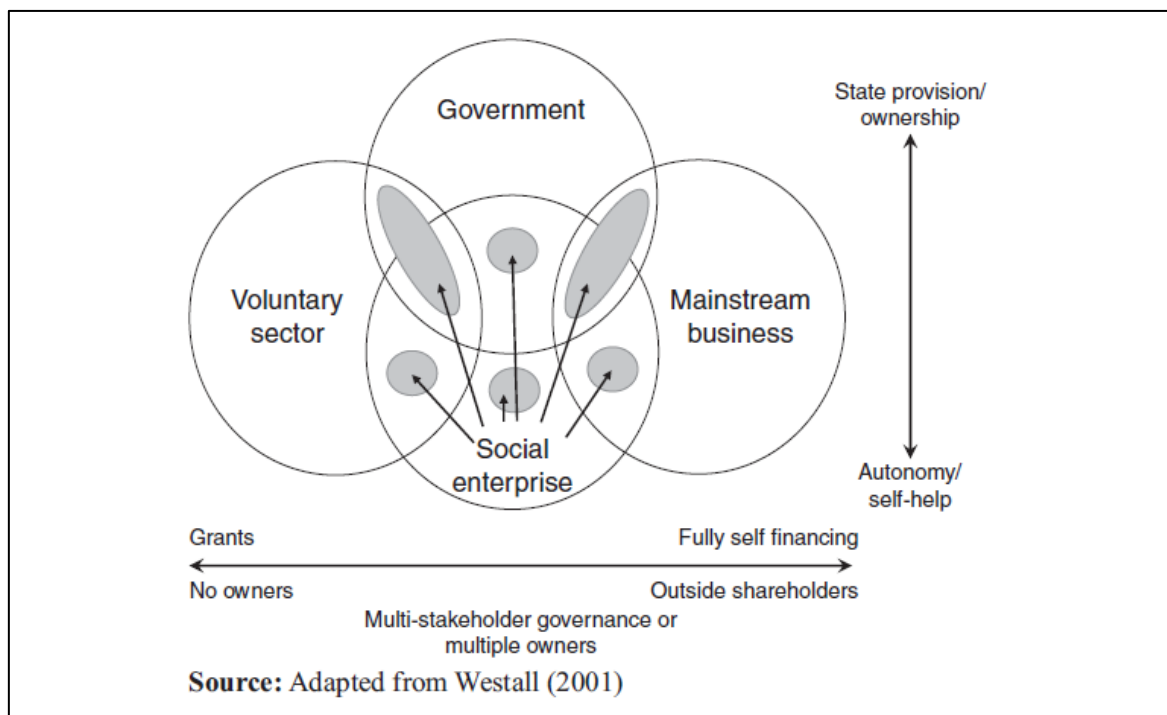 Government
State provision/
ownership
Voluntary
sector
Mainstream
business
Social
enterprise
Autonomy/
self-help
Grants
Fully self financing
No owners
Outside shareholders
Multi-stakeholder governance or
multiple owners
Source: Adapted from Westall (2001)